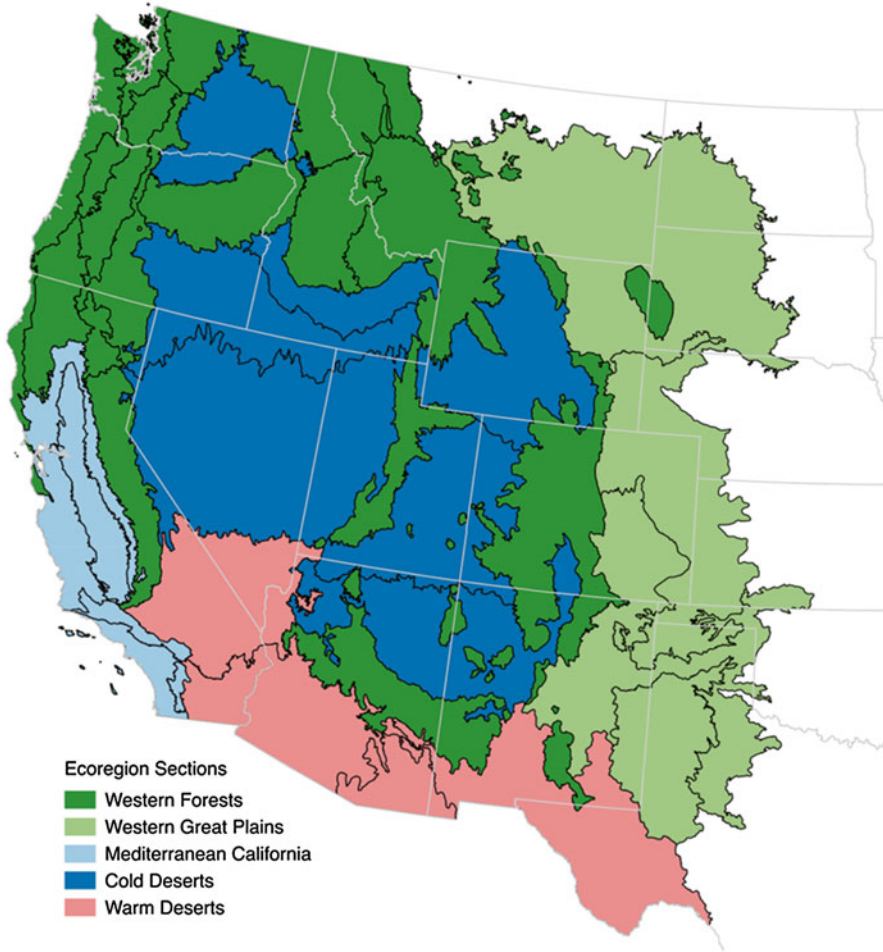 Ecoregion Sections
Western Forests
Western Great Plains
Mediterranean California
Cold Deserts
Warm Deserts